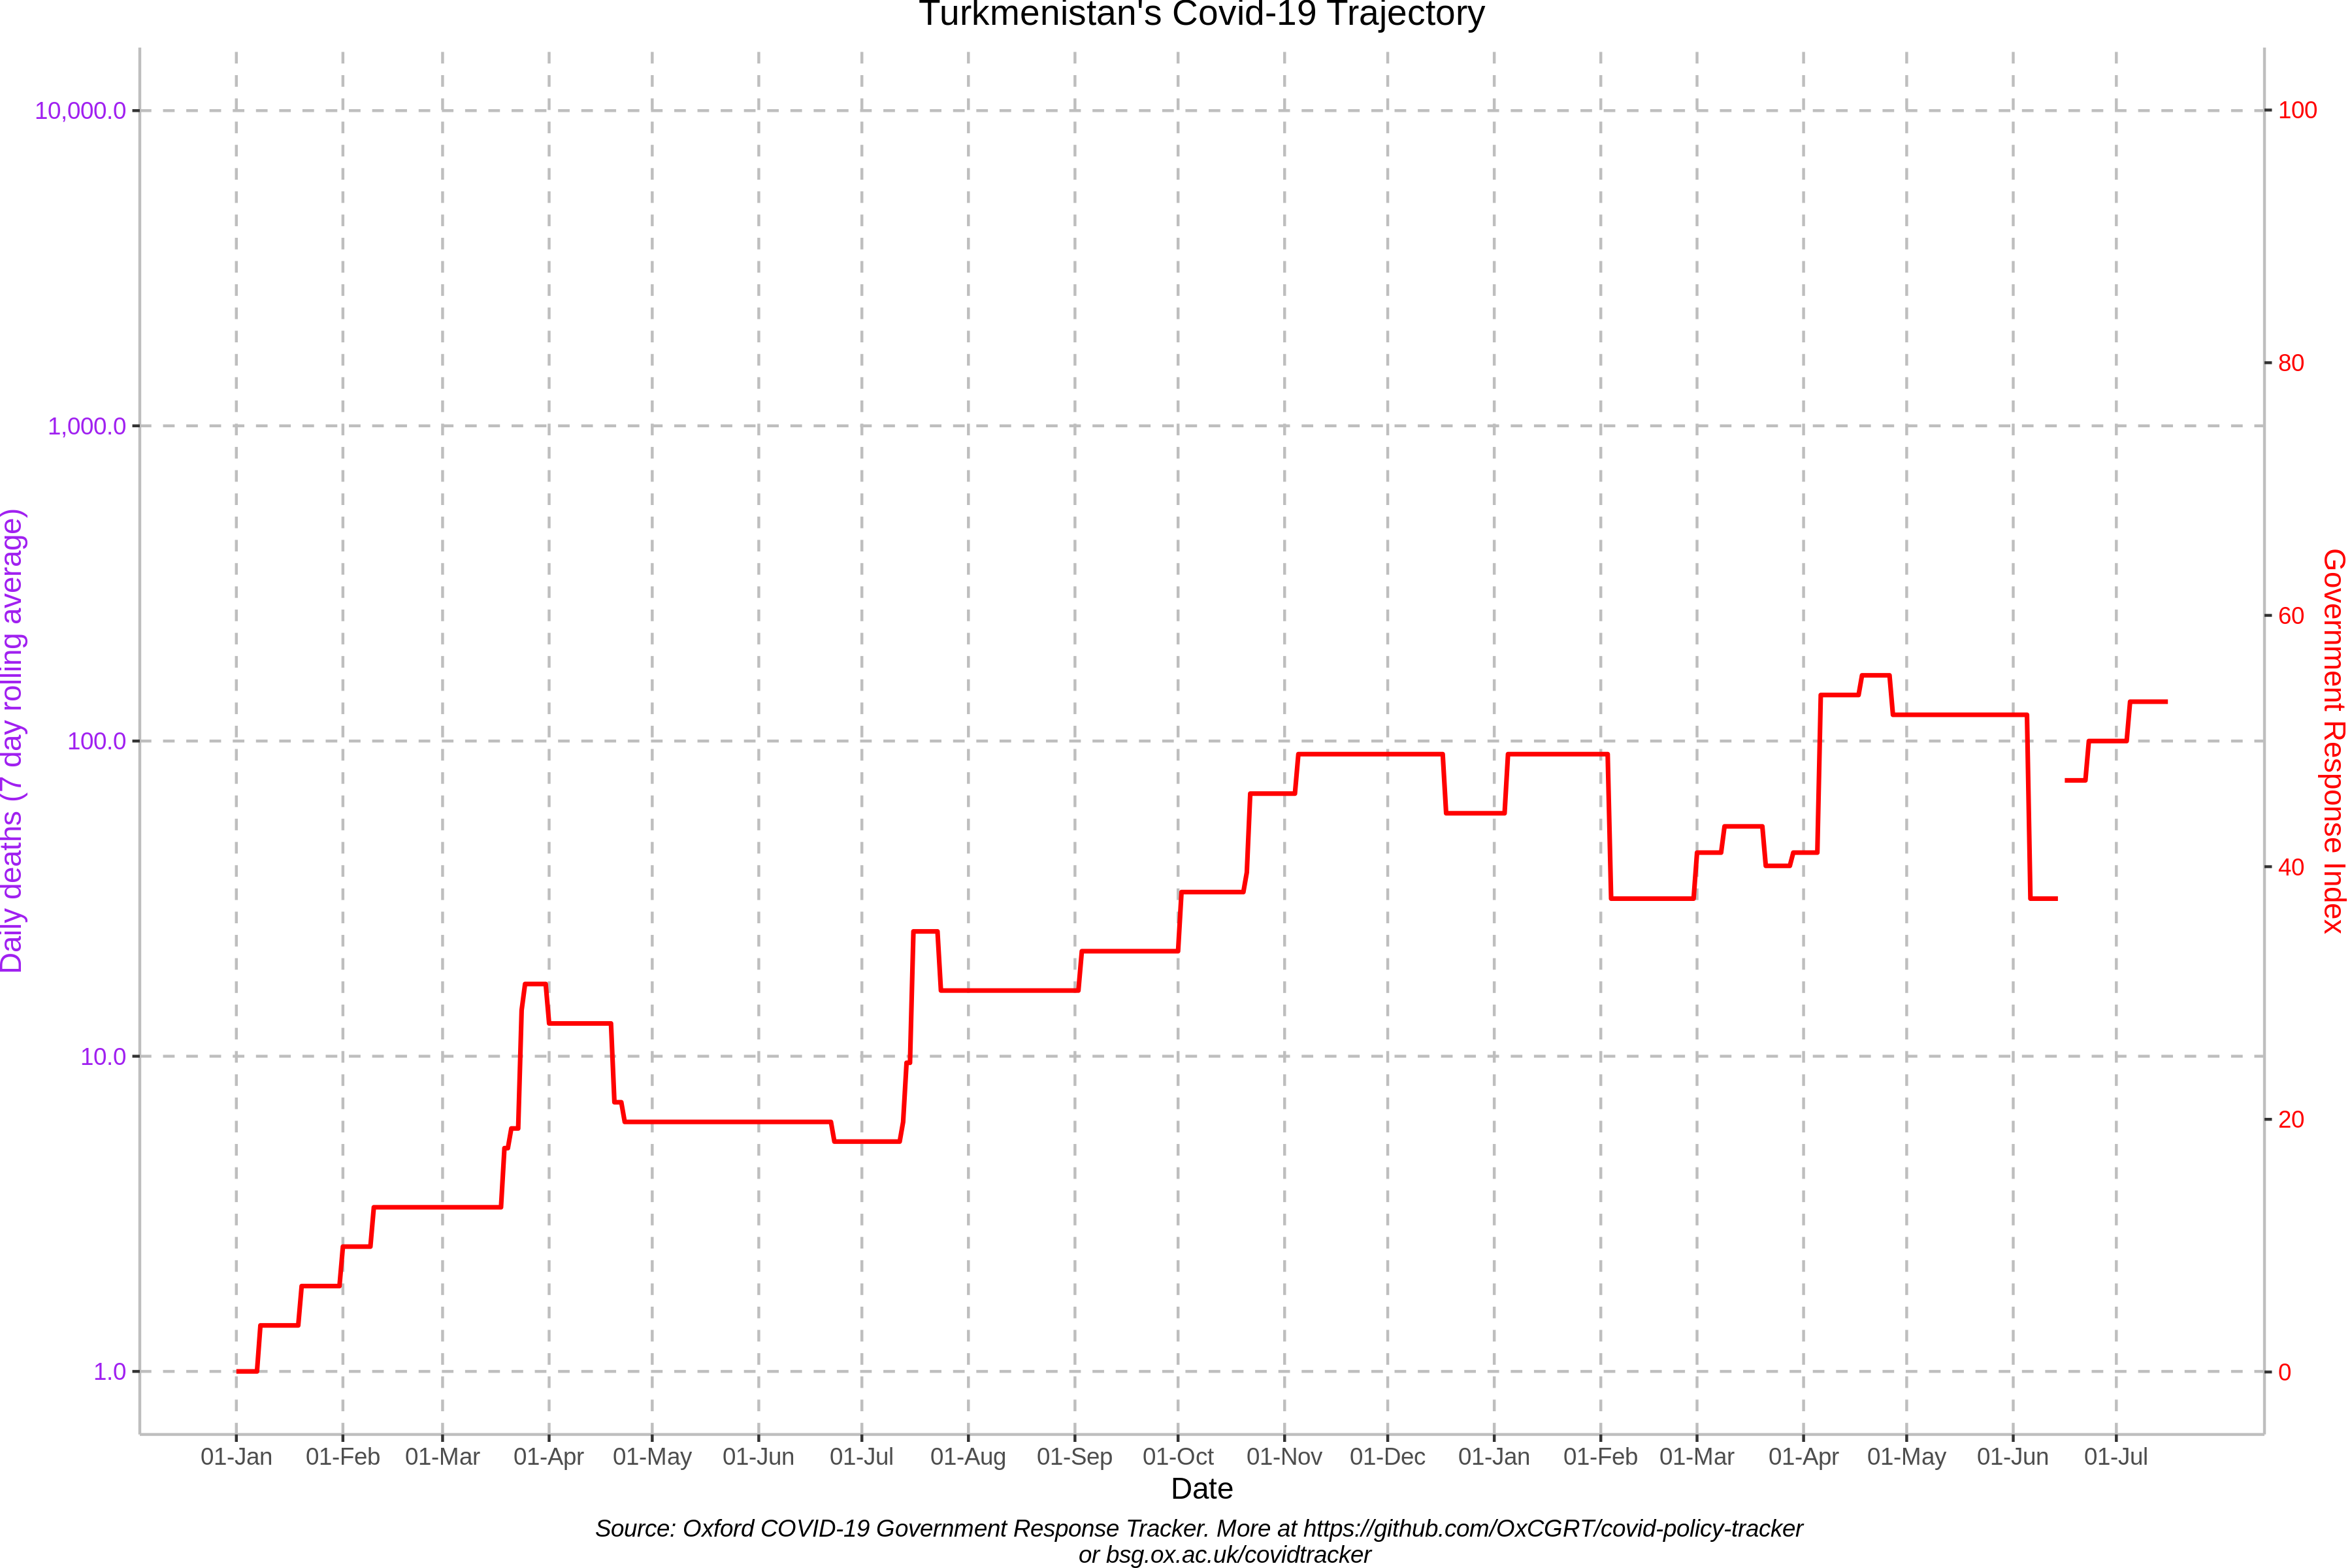 Turkmenistan's Covid-19 Trajectory
10,000.0
1,000.0
100.0
10.0
1.0
Daily deaths (7 day rolling average)
100
80
60
40
20
0
Government Response Index
01-Jan 01-Feb 01-Mar 01-Apr 01-May 01-Jun 01-Jul 01-Aug 01-Sep 01-Oct 01-Nov 01-Dec 01-Jan 01-Feb 01-Mar 01-Apr 01-May 01-Jun 01-Jul
Date
Source: Oxford COVID-19 Government Response Tracker. More at https://github.com/OxCGRT/covid-policy-tracker
or bsg.ox.ac.uk/covidtracker